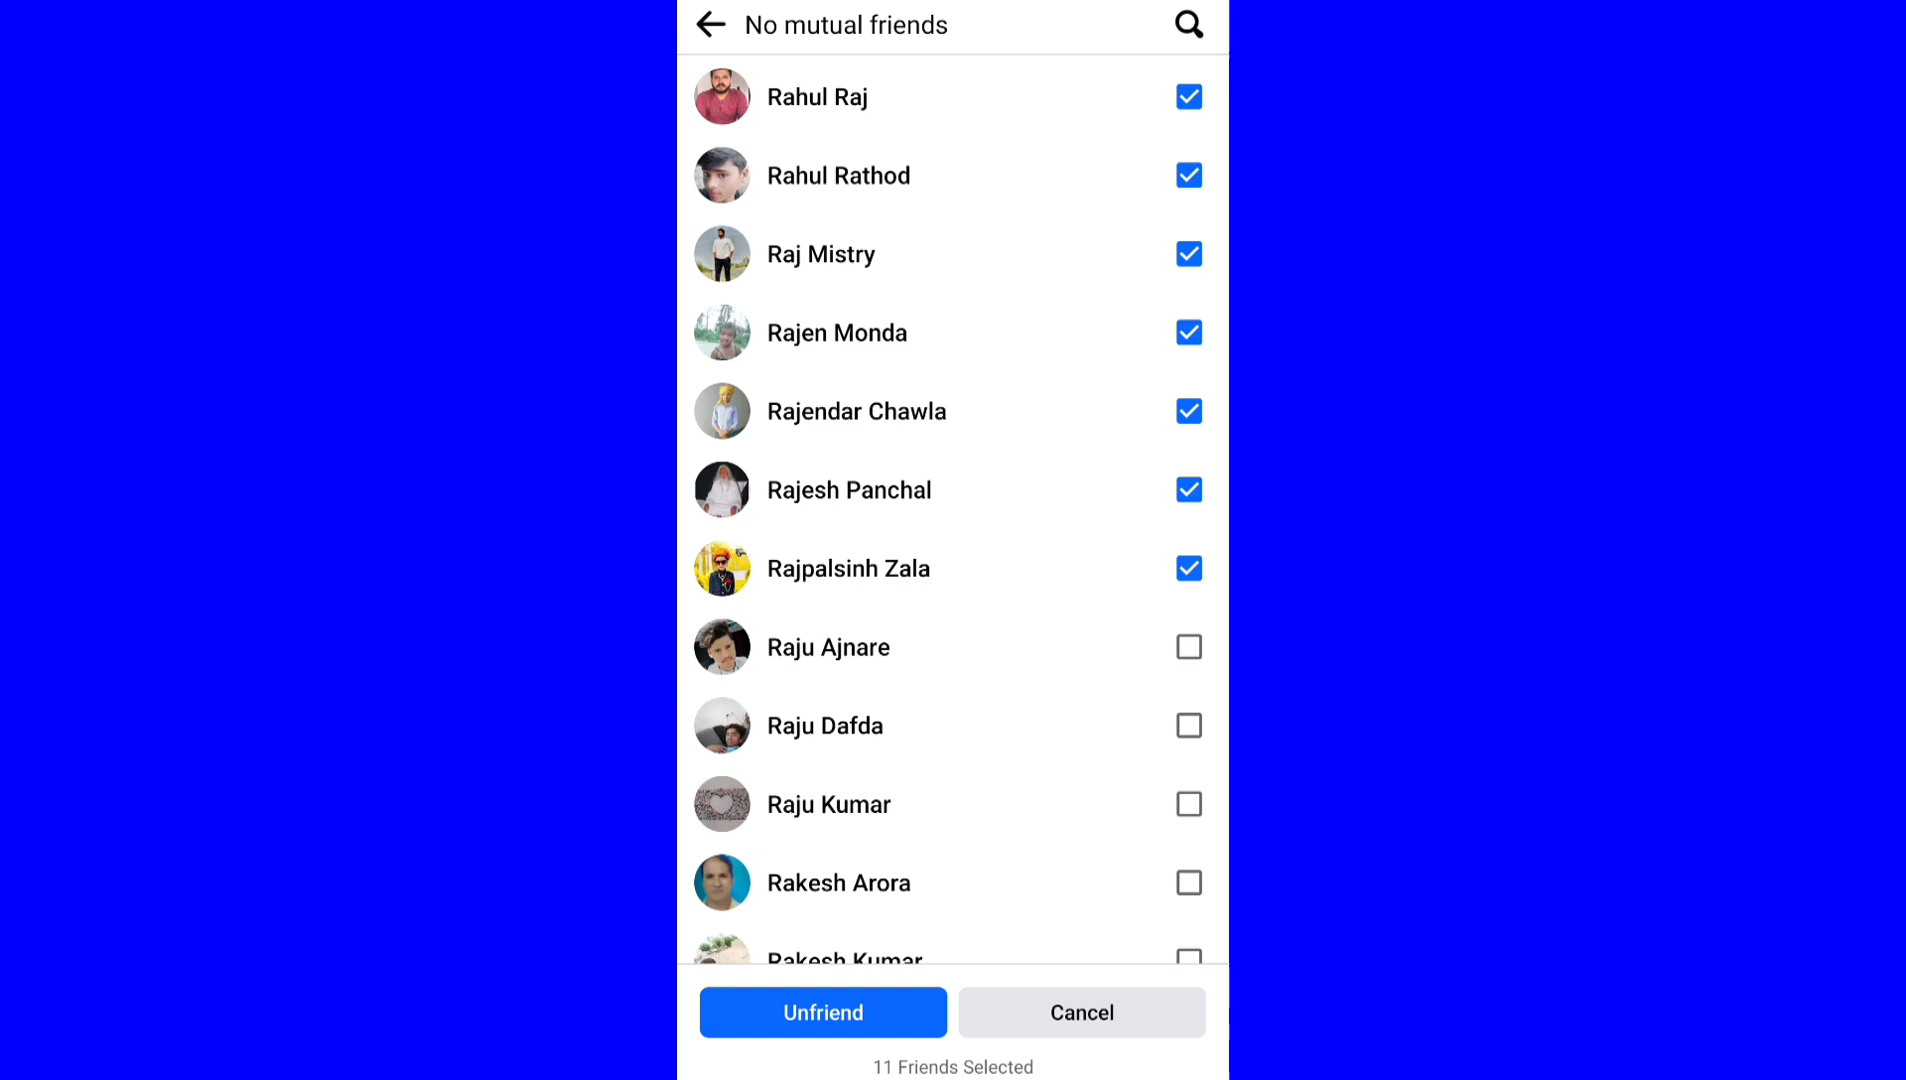 No mutual friends
Rahul Raj
Rahul Rathod
Raj Mistry
Rajen Monda
Rajendar Chawla
Rajesh Panchal
Rajpalsinh Zala
Raju Ajnare
Raju Dafda
Raju Kumar
Rakesh Arora
Rakesh Kumar
Unfriend
Cancel
11 Friends Selected